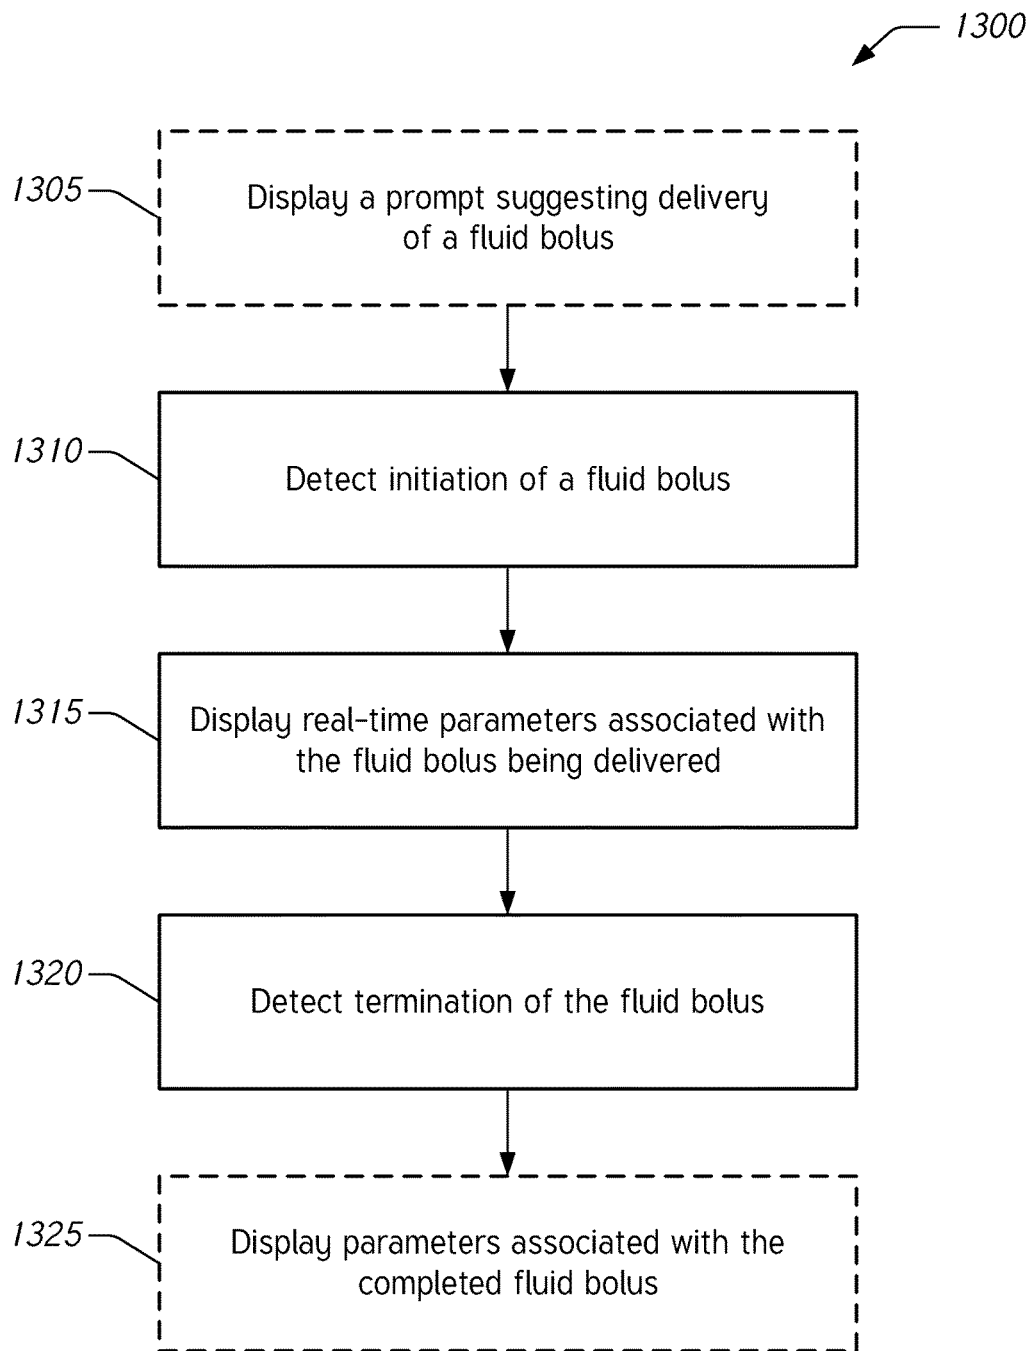 1300
1305
Display a prompt suggesting delivery
of a fluid bolus
1310
Detect initiation of a fluid bolus
1315
Display real-time parameters associated with
the fluid bolus being delivered
1320
Detect termination of the fluid bolus
1325
Display parameters associated with the
completed fluid bolus